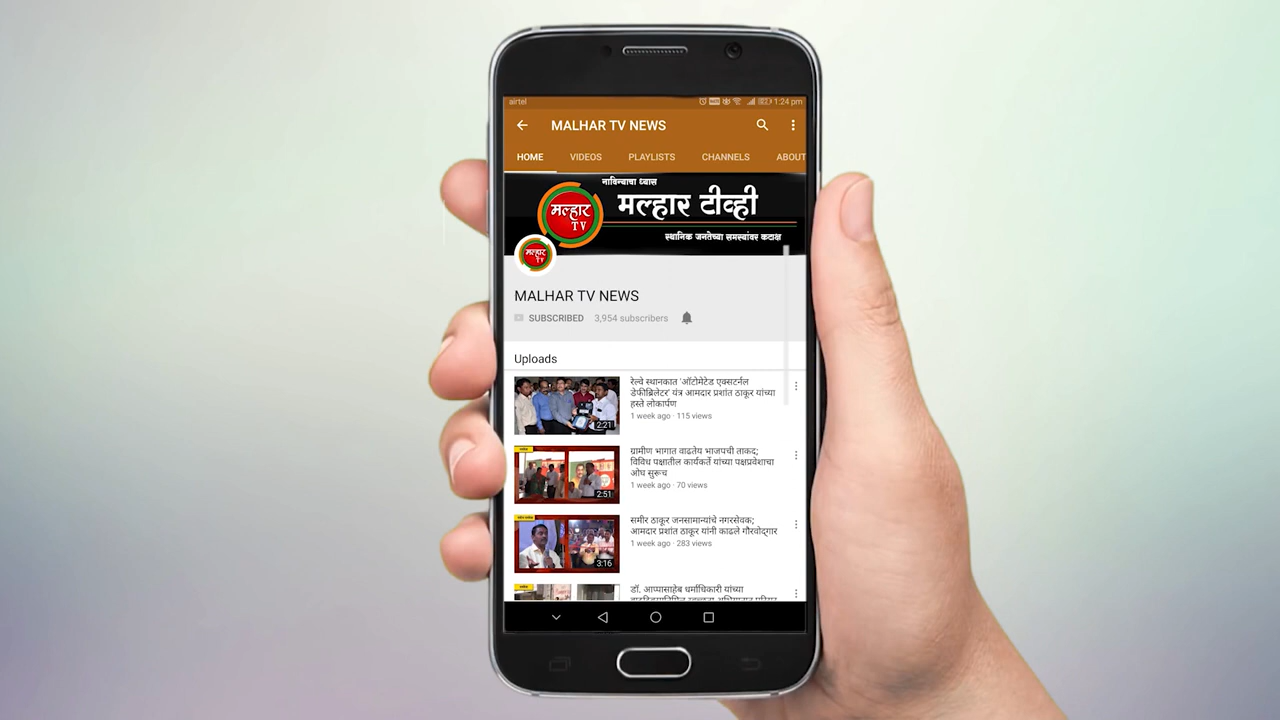 airtel 1:24 pm
MALHAR TV NEWS
HOME VIDEOS PLAYLISTS CHANNELS ABOUT
नाविन्याचा ध्यास
मल्हार TV
मल्हार टीव्ही
स्थानिक जनतेच्या समस्यांवर कटाक्ष
मल्हार TV
MALHAR TV NEWS
SUBSCRIBED 3,954 subscribers
Uploads
रेल्वे स्थानकात 'ऑटोमेटेड एक्सटर्नल
डेफीब्रिलेटर' यंत्र आमदार प्रशांत ठाकूर यांच्या
हस्ते लोकार्पण
1 week ago · 115 views
2:21
ग्रामीण भागात वाढतेय भाजपची ताकद;
विविध पक्षातील कार्यकर्ते यांच्या पक्षप्रवेशाचा
ओघ सुरूच
1 week ago · 70 views
2:51
समीर ठाकूर जनसामान्यांचे नगरसेवक;
आमदार प्रशांत ठाकूर यांनी काढले गौरवोद्गार
1 week ago · 283 views
3:16
डॉ. आप्पासाहेब धर्माधिकारी यांच्या